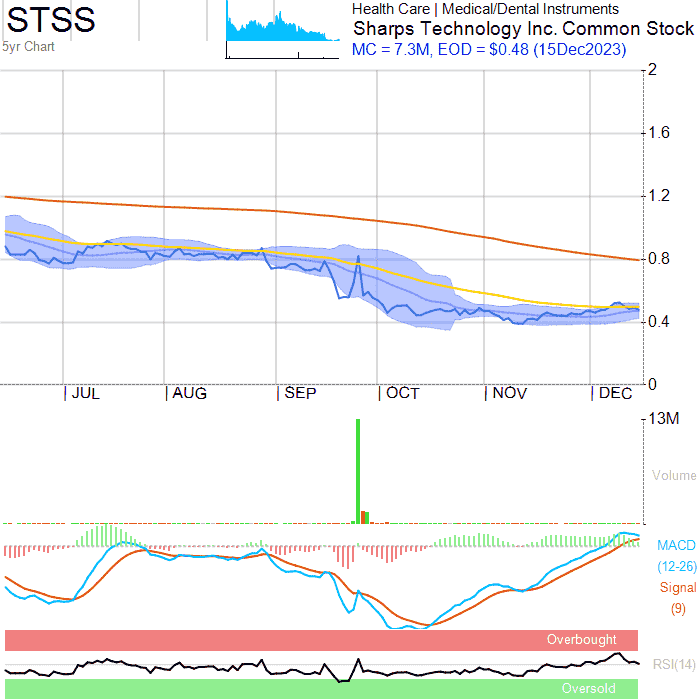 STSS
5yr Chart
Health Care | Medical/Dental Instruments
Sharps Technology Inc. Common Stock
MC = 7.3M, EOD = $0.48 (15Dec2023)
2
1.6
1.2
0.8
0.4
0
JUL AUG SEP OCT NOV DEC
13M
Volume
MACD
(12-26)
Signal
(9)
Overbought
RSI(14)
Oversold